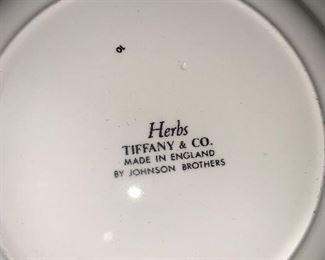 Herbs
TIFFANY & CO.
MADE IN ENGLAND
BY JOHNSON BROTHERS